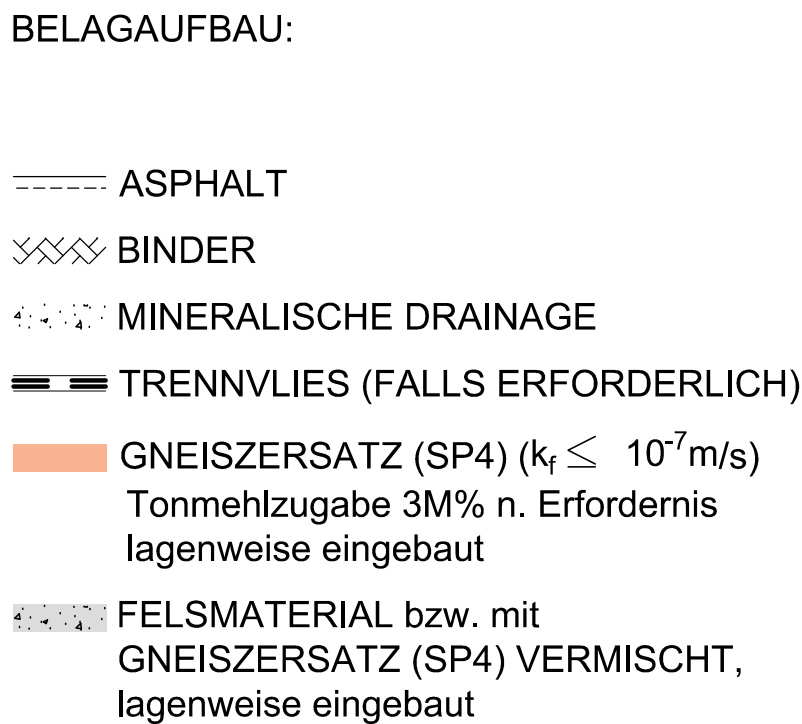 BELAGAUFBAU:
ASPHALT
BINDER
MINERALISCHE DRAINAGE
TRENNVLIES (FALLS ERFORDERLICH)
GNEISZERSATZ (SP4) (k_f ≤ 10⁻⁷m/s)
Tonmehlzugabe 3M% n. Erfordernis
lagenweise eingebaut
FELSMATERIAL bzw. mit
GNEISZERSATZ (SP4) VERMISCHT,
lagenweise eingebaut